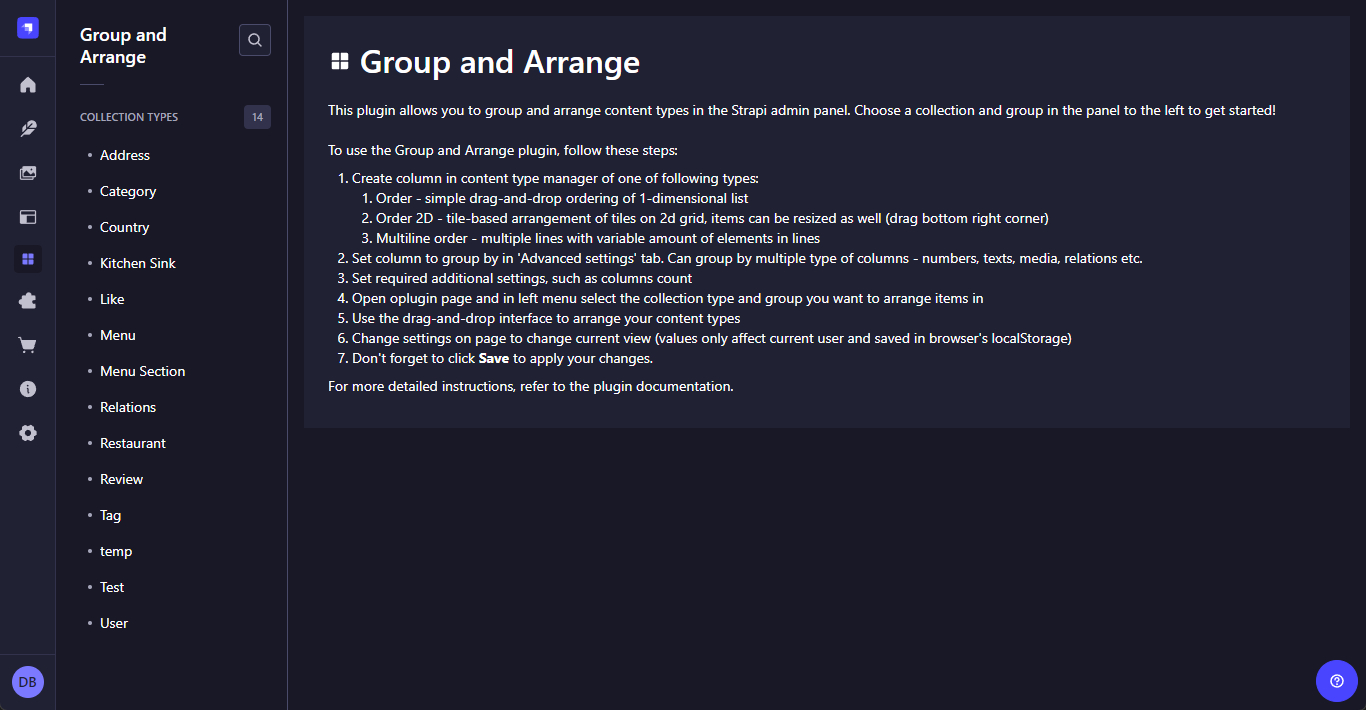 Group and
Arrange
COLLECTION TYPES 14
Address
Category
Country
Kitchen Sink
Like
Menu
Menu Section
Relations
Restaurant
Review
Tag
temp
Test
User
DB
Group and Arrange
This plugin allows you to group and arrange content types in the Strapi admin panel. Choose a collection and group in the panel to the left to get started!
To use the Group and Arrange plugin, follow these steps:
1. Create column in content type manager of one of following types:
1. Order - simple drag-and-drop ordering of 1-dimensional list
2. Order 2D - tile-based arrangement of tiles on 2d grid, items can be resized as well (drag bottom right corner)
3. Multiline order - multiple lines with variable amount of elements in lines
2. Set column to group by in 'Advanced settings' tab. Can group by multiple type of columns - numbers, texts, media, relations etc.
3. Set required additional settings, such as columns count
4. Open oplugin page and in left menu select the collection type and group you want to arrange items in
5. Use the drag-and-drop interface to arrange your content types
6. Change settings on page to change current view (values only affect current user and saved in browser's localStorage)
7. Don't forget to click Save to apply your changes.
For more detailed instructions, refer to the plugin documentation.